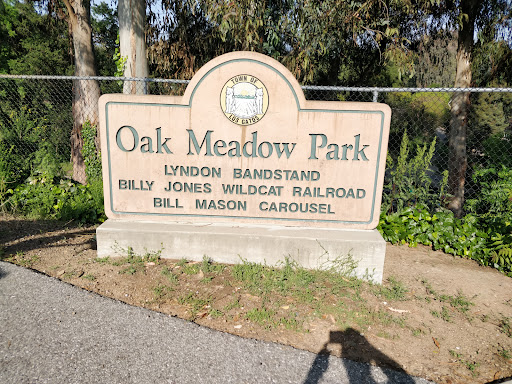 TOWN OF
LOS GATOS
Oak Meadow Park
LYNDON BANDSTAND
BILLY JONES WILDCAT RAILROAD
BILL MASON CAROUSEL